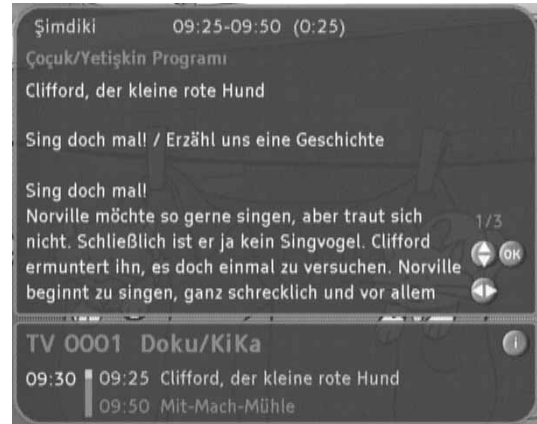 Şimdiki 09:25-09:50 (0:25)
Çocuk/Yetişkin Programı
Clifford, der kleine rote Hund
Sing doch mal! / Erzähl uns eine Geschichte
Sing doch mal!
Norville möchte so gerne singen, aber traut sich
nicht. Schließlich ist er ja kein Singvogel. Clifford
ermuntert ihn, es doch einmal zu versuchen. Norville
beginnt zu singen, ganz schrecklich und vor allem
1/3
OK
TV 0001 Doku/KiKa
i
09:30 09:25 Clifford, der kleine rote Hund
09:50 Mit-Mach-Mühle